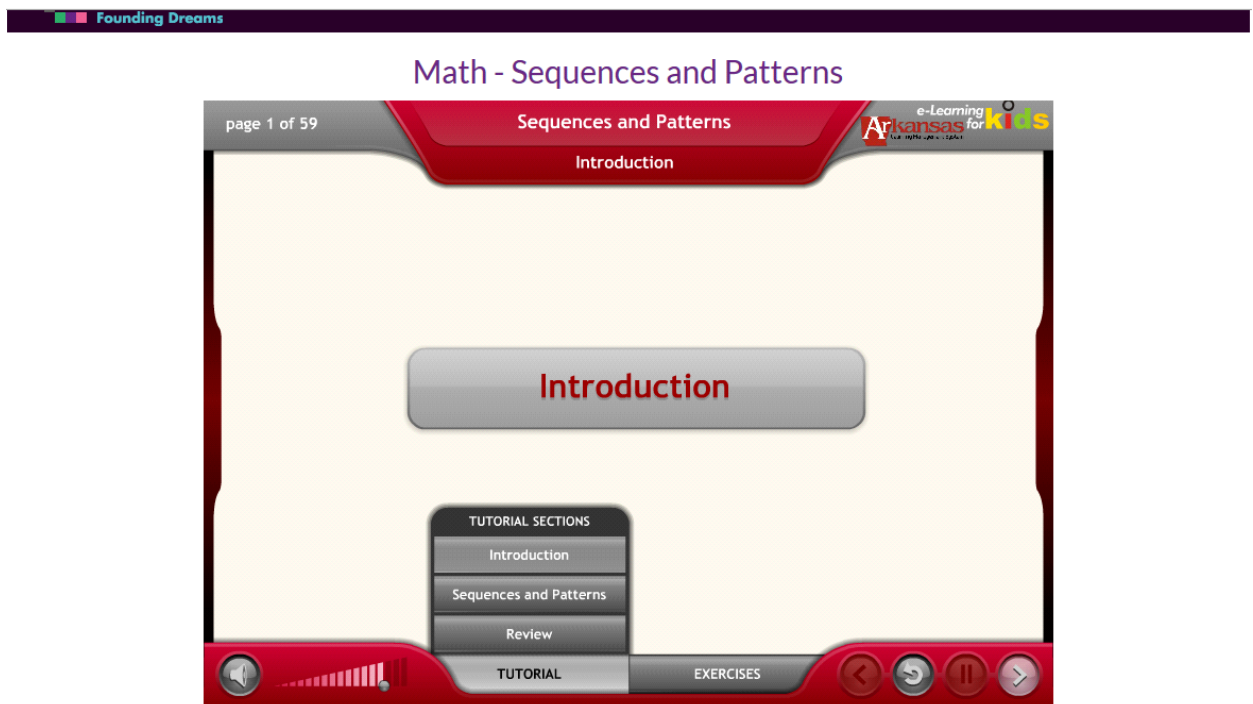 Founding Dreams
Math - Sequences and Patterns
page 1 of 59
Sequences and Patterns
e-Learning
for kids
Arkansas
Introduction
Introduction
TUTORIAL SECTIONS
Introduction
Sequences and Patterns
Review
TUTORIAL
EXERCISES